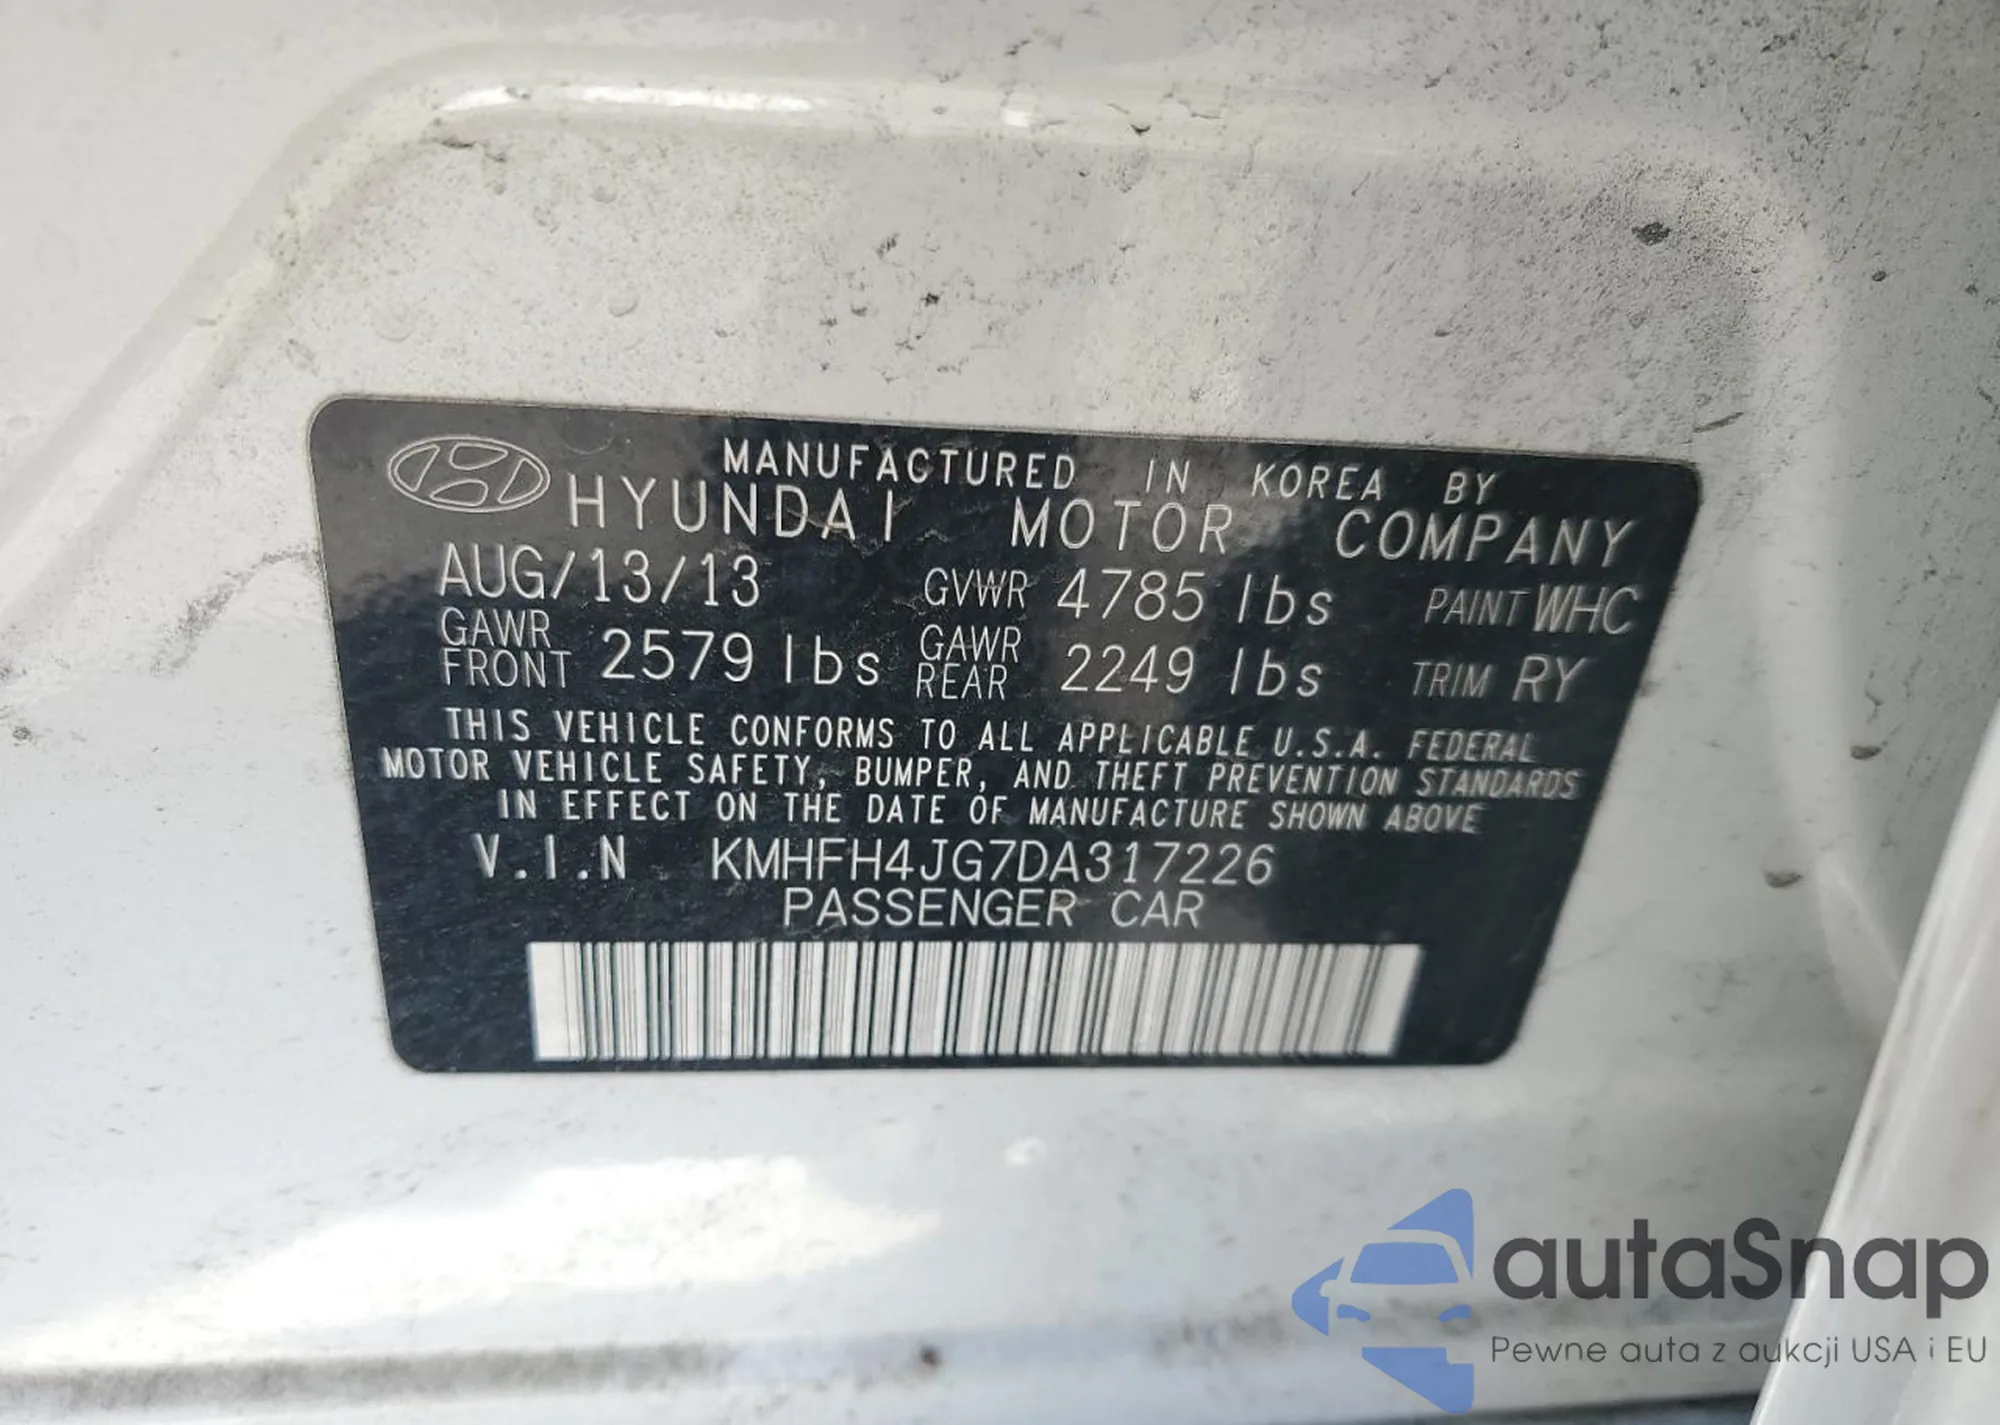 MANUFACTURED IN KOREA BY
HYUNDAI MOTOR COMPANY
AUG/13/13 GVWR 4785 lbs PAINT WHC
GAWR FRONT 2579 lbs GAWR REAR 2249 lbs TRIM RY
THIS VEHICLE CONFORMS TO ALL APPLICABLE U.S.A. FEDERAL
MOTOR VEHICLE SAFETY, BUMPER, AND THEFT PREVENTION STANDARDS
IN EFFECT ON THE DATE OF MANUFACTURE SHOWN ABOVE
V.I.N KMHFH4JG7DA317226
PASSENGER CAR
autaSnap
Pewne auta z aukcji USA i EU